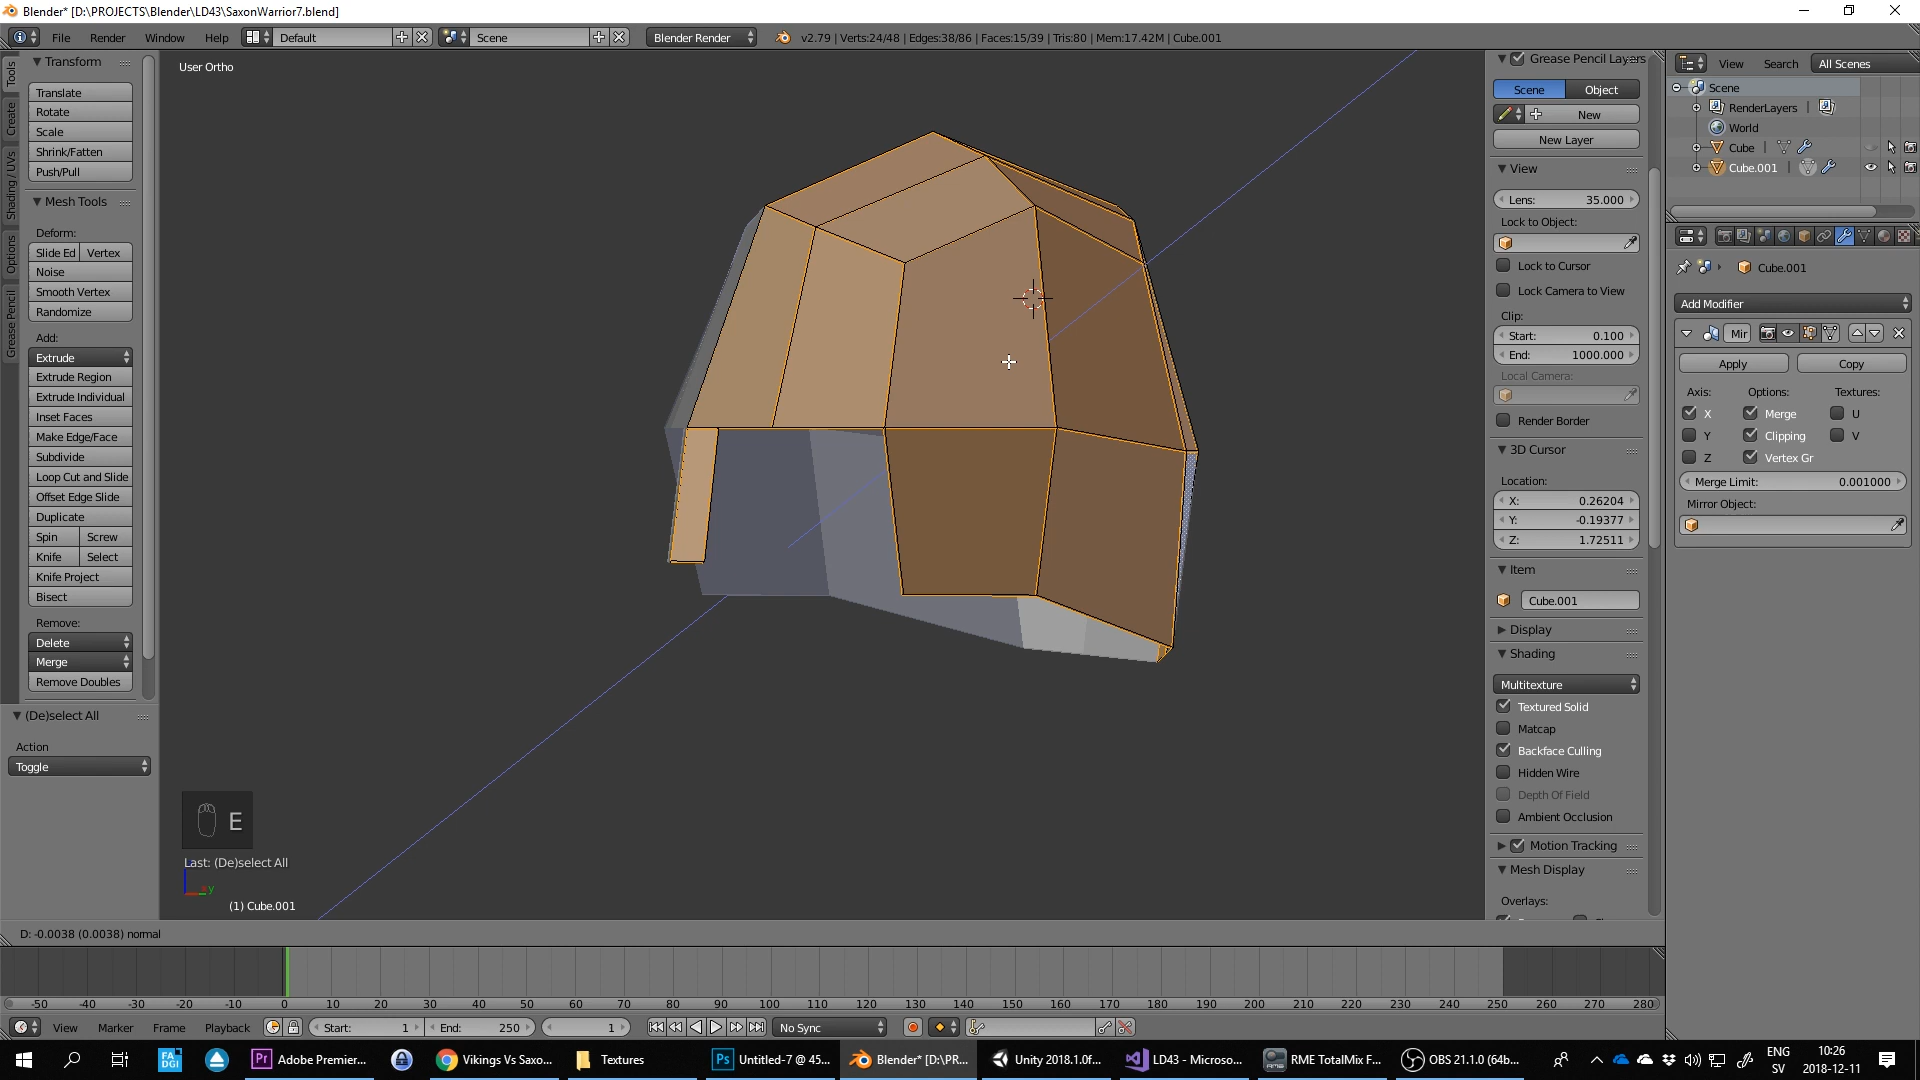 Blender* [D:\PROJECTS\Blender\LD43\SaxonWarrior7.blend]
File Render Window Help Default Scene Blender Render v2.79 | Verts:24/48 | Edges:38/86 | Faces:15/39 | Tris:80 | Mem:17.42M | Cube.001
Tools
Create
Shading / UVs
Options
Grease Pencil
Transform
Translate
Rotate
Scale
Shrink/Fatten
Push/Pull
Mesh Tools
Deform:
Slide Ed Vertex
Noise
Smooth Vertex
Randomize
Add:
Extrude
Extrude Region
Extrude Individual
Inset Faces
Make Edge/Face
Subdivide
Loop Cut and Slide
Offset Edge Slide
Duplicate
Spin Screw
Knife Select
Knife Project
Bisect
Remove:
Delete
Merge
Remove Doubles
(De)select All
Action
Toggle
User Ortho
E
Last: (De)select All
y
(1) Cube.001
D: -0.0038 (0.0038) normal
Grease Pencil Layers
Scene Object
New
New Layer
View
Lens: 35.000
Lock to Object:
Lock to Cursor
Lock Camera to View
Clip:
Start: 0.100
End: 1000.000
Local Camera:
Render Border
3D Cursor
Location:
X: 0.26204
Y: -0.19377
Z: 1.72511
Item
Cube.001
Display
Shading
Multitexture
Textured Solid
Matcap
Backface Culling
Hidden Wire
Depth Of Field
Ambient Occlusion
Motion Tracking
Mesh Display
Overlays:
View Search All Scenes
Scene
RenderLayers
World
Cube
Cube.001
Cube.001
Add Modifier
Mir
Apply Copy
Axis: Options: Textures:
X Merge U
Y Clipping V
Z Vertex Gr
Merge Limit: 0.001000
Mirror Object:
-50 -40 -30 -20 -10 0 10 20 30 40 50 60 70 80 90 100 110 120 130 140 150 160 170 180 190 200 210 220 230 240 250 260 270 280
View Marker Frame Playback Start: 1 End: 250 1 No Sync
FA DGI Pr Adobe Premier... Vikings Vs Saxo... Textures Ps Untitled-7 @ 45... Blender* [D:\PR... Unity 2018.1.0f... LD43 - Microso... RME TotalMix F... OBS 21.1.0 (64b...
ENG
SV
10:26
2018-12-11